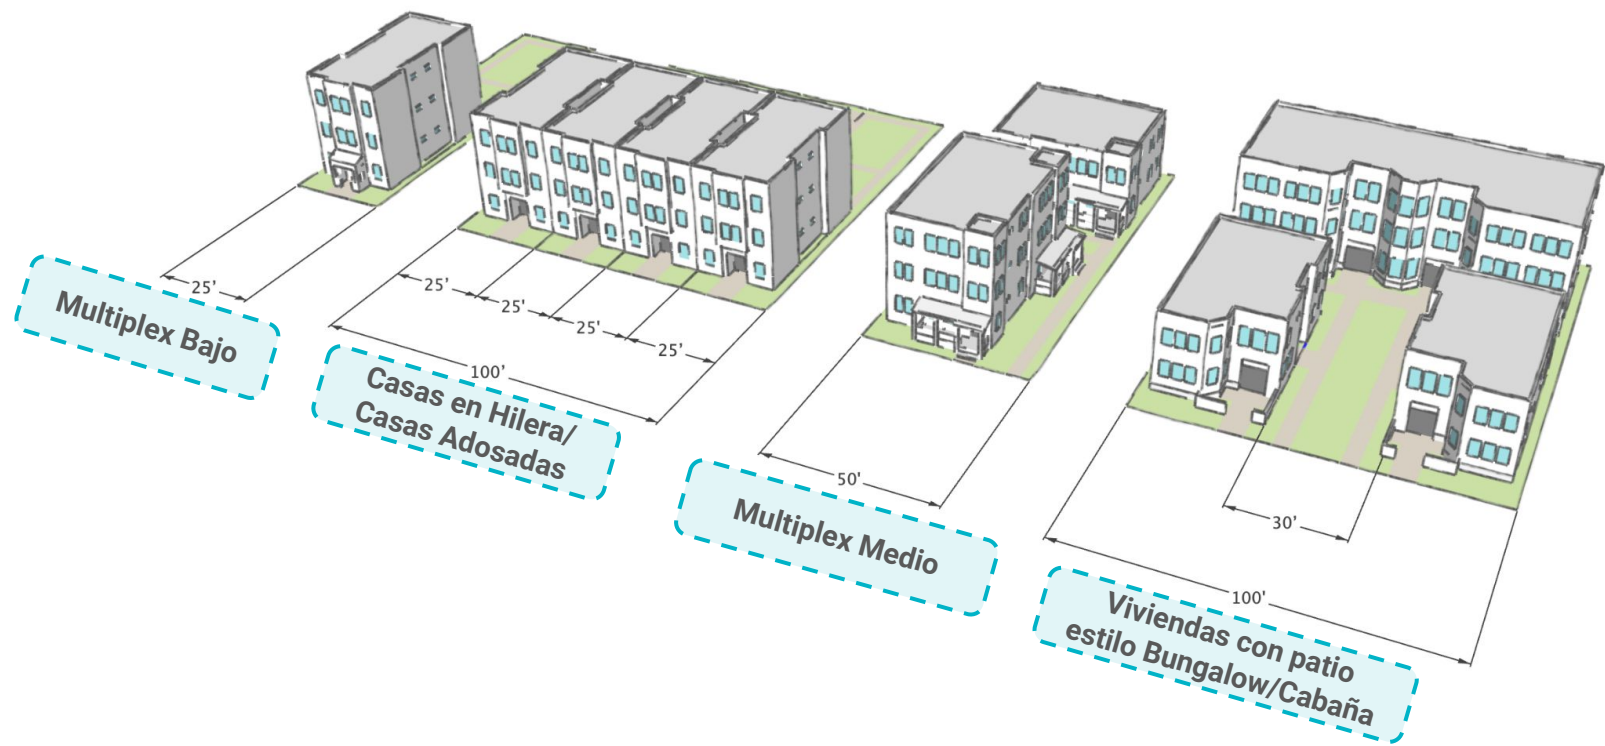 25'
Multiplex Bajo
25'
25'
25'
25'
100'
Casas en Hilera/
Casas Adosadas
50'
Multiplex Medio
30'
100'
Viviendas con patio
estilo Bungalow/Cabaña